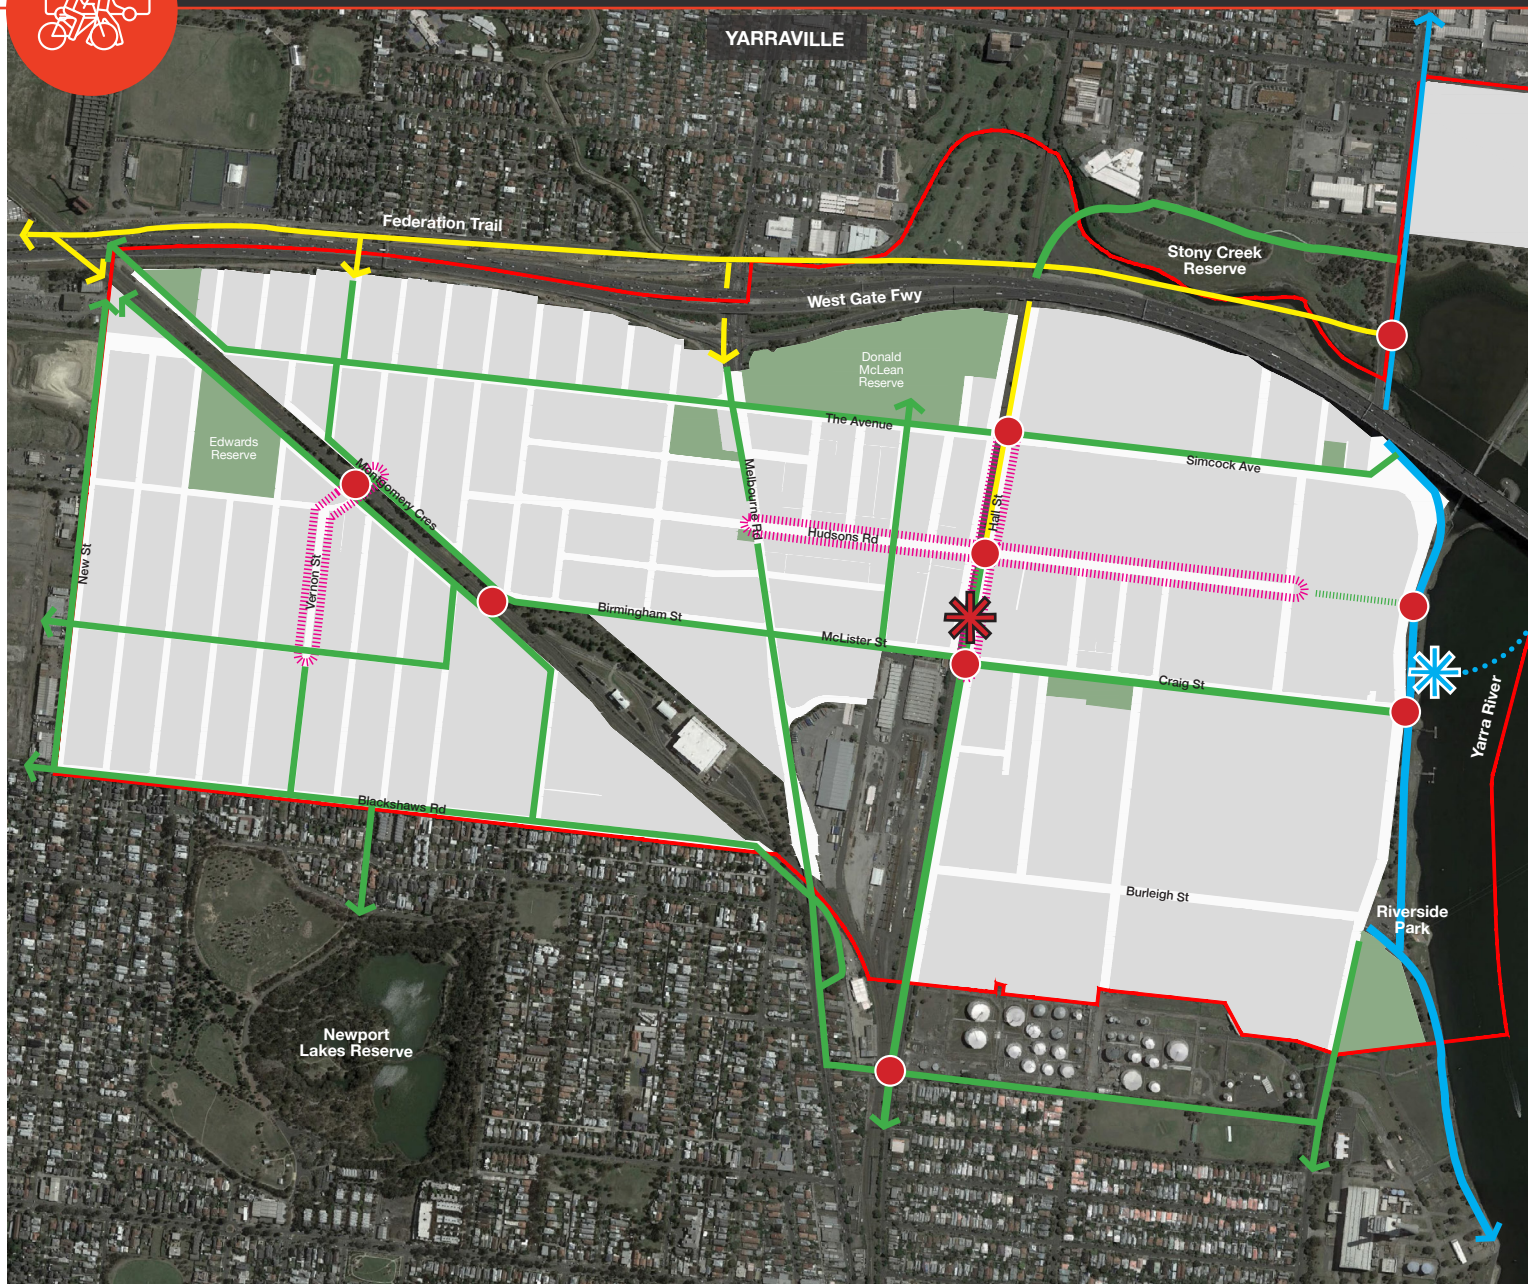 YARRAVILLE
Federation Trail
Stony Creek
Reserve
West Gate Fwy
Donald
McLean
Reserve
The Avenue
Edwards
Reserve
Simcock Ave
Montgomery Cres
Melbourne Rd
Hall St
Hudsons Rd
New St
Vernon St
Birmingham St
McLister St
Craig St
Yarra River
Blackshaws Rd
Burleigh St
Riverside
Park
Newport
Lakes Reserve